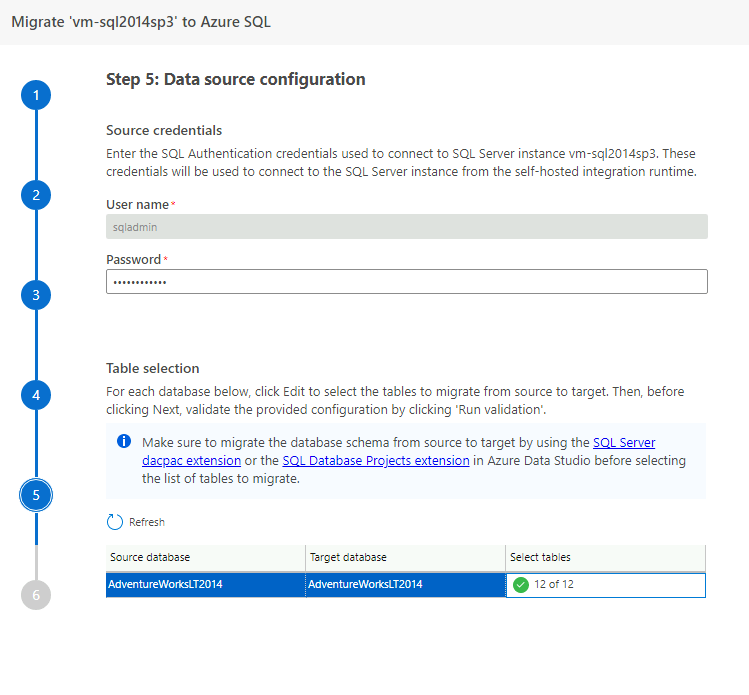 Migrate 'vm-sql2014sp3' to Azure SQL
Step 5: Data source configuration
1
Source credentials
Enter the SQL Authentication credentials used to connect to SQL Server instance vm-sql2014sp3. These
credentials will be used to connect to the SQL Server instance from the self-hosted integration runtime.
2
User name*
sqladmin
Password*
••••••••••••
3
Table selection
For each database below, click Edit to select the tables to migrate from source to target. Then, before
4
clicking Next, validate the provided configuration by clicking 'Run validation'.
Make sure to migrate the database schema from source to target by using the SQL Server
dacpac extension or the SQL Database Projects extension in Azure Data Studio before selecting
the list of tables to migrate.
5
Refresh
Source database Target database Select tables
AdventureWorksLT2014 AdventureWorksLT2014 12 of 12
6